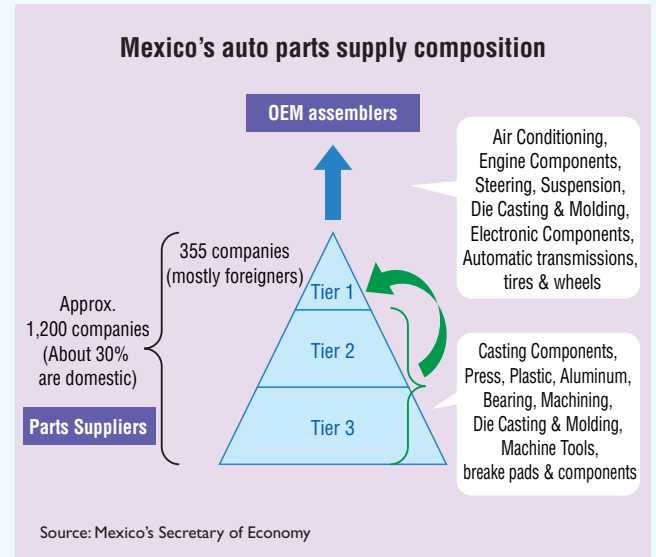 Mexico's auto parts supply composition
OEM assemblers
Air Conditioning,
Engine Components,
Steering, Suspension,
Die Casting & Molding,
Electronic Components,
Automatic transmissions,
tires & wheels
355 companies
(mostly foreigners)
Tier 1
Approx.
1,200 companies
(About 30%
are domestic)
Parts Suppliers
Tier 2
Tier 3
Casting Components,
Press, Plastic, Aluminum,
Bearing, Machining,
Die Casting & Molding,
Machine Tools,
breake pads & components
Source: Mexico's Secretary of Economy